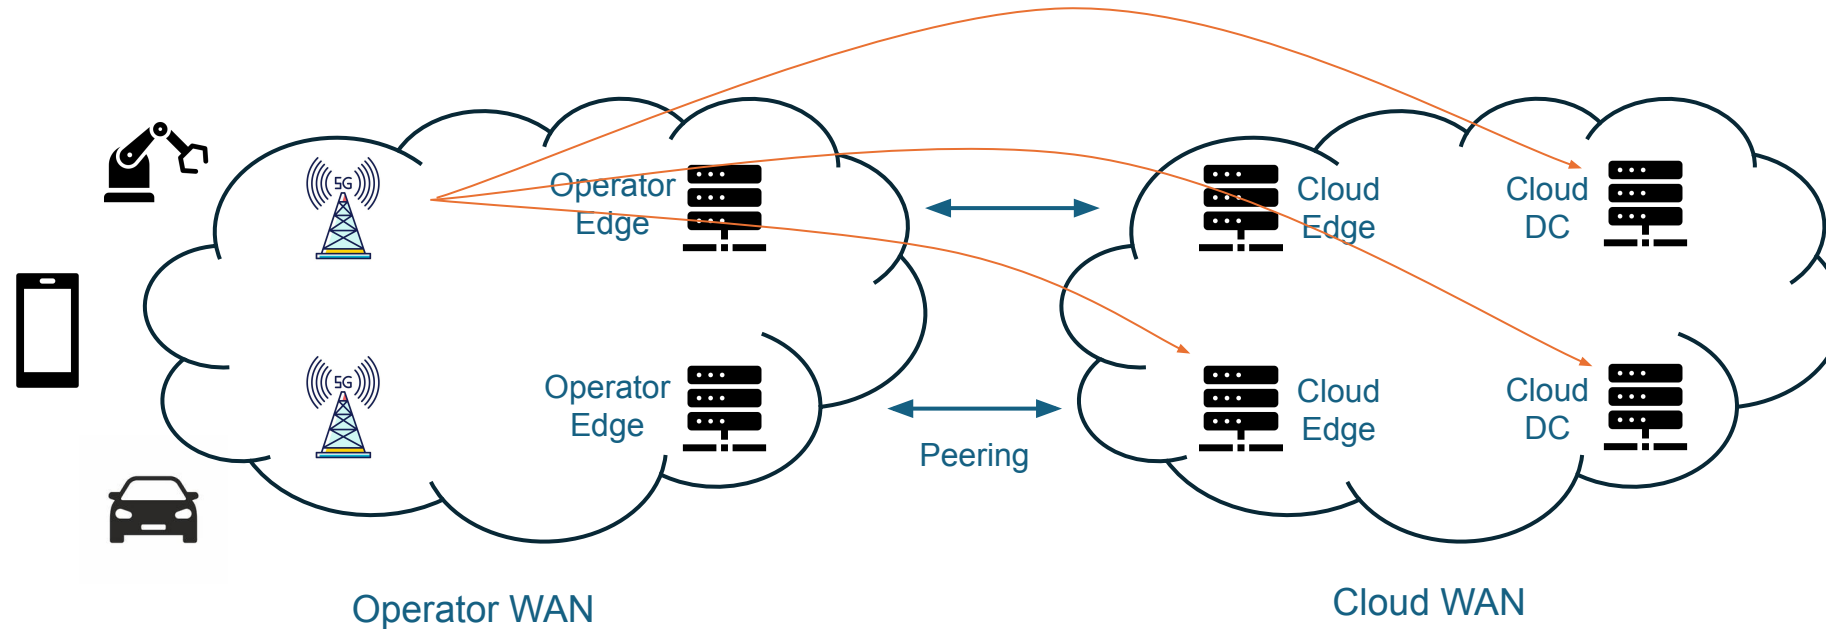 5G
Operator
Edge
Cloud
Edge
Cloud
DC
5G
Operator
Edge
Cloud
Edge
Cloud
DC
Peering
Operator WAN
Cloud WAN